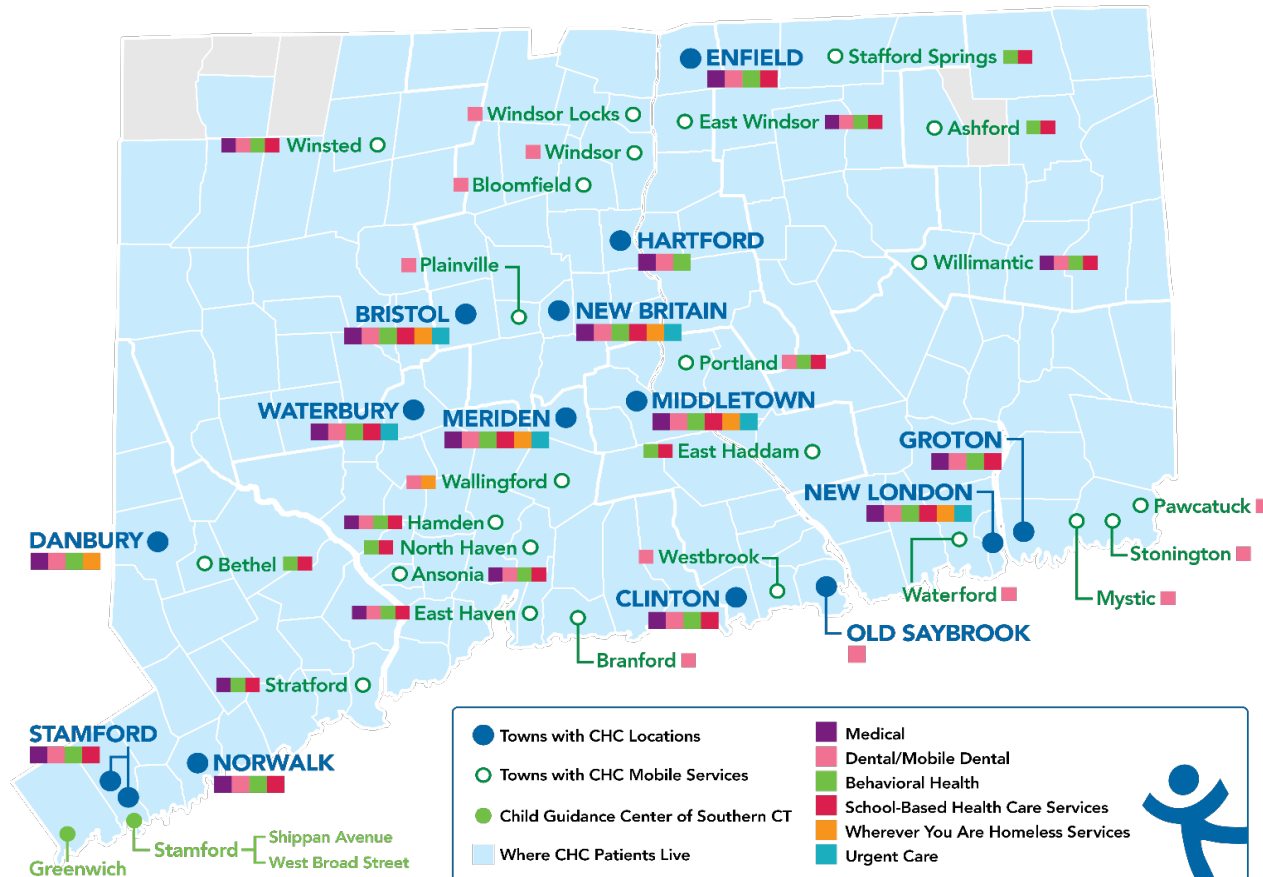 ENFIELD
Stafford Springs
Windsor Locks
East Windsor
Ashford
Winsted
Windsor
Bloomfield
HARTFORD
Plainville
Willimantic
BRISTOL
NEW BRITAIN
Portland
WATERBURY
MERIDEN
MIDDLETOWN
East Haddam
GROTON
Wallingford
NEW LONDON
Pawcatuck
Hamden
DANBURY
North Haven
Westbrook
Stonington
Bethel
Ansonia
CLINTON
Waterford
Mystic
East Haven
OLD SAYBROOK
Branford
Stratford
STAMFORD
NORWALK
Greenwich
Stamford
Shippan Avenue
West Broad Street
Towns with CHC Locations
Towns with CHC Mobile Services
Child Guidance Center of Southern CT
Where CHC Patients Live
Medical
Dental/Mobile Dental
Behavioral Health
School-Based Health Care Services
Wherever You Are Homeless Services
Urgent Care